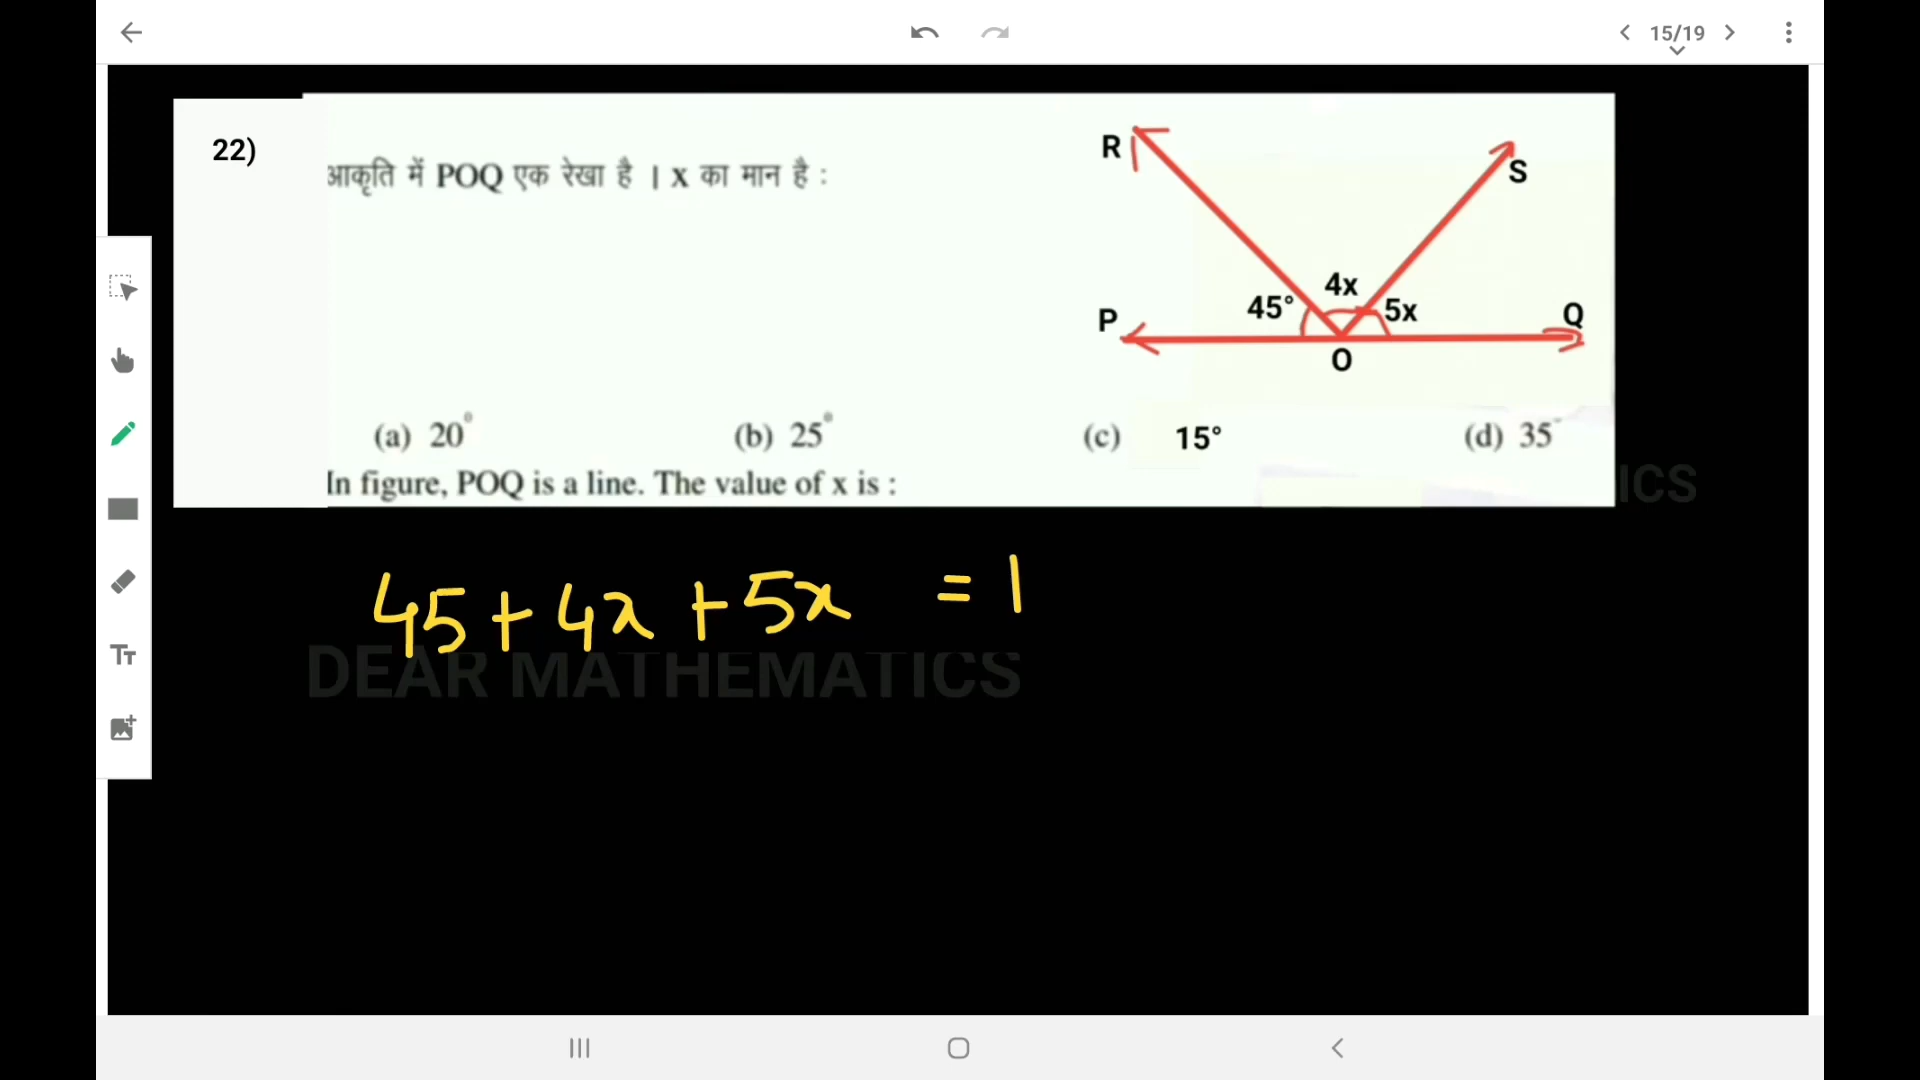 15/19
22)
आकृति में POQ एक रेखा है । x का मान है :
R
S
4x
45° 5x
P Q
O
(a) 20° (b) 25° (c) 15° (d) 35°
In figure, POQ is a line. The value of x is :
ICS
45 + 4x + 5x = 1
DEAR MATHEMATICS
Tт